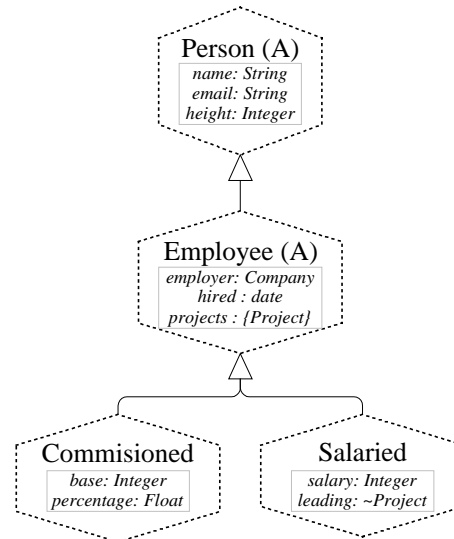 Person (A)
name: String
email: String
height: Integer
Employee (A)
employer: Company
hired : date
projects : {Project}
Commisioned
base: Integer
percentage: Float
Salaried
salary: Integer
leading: ~Project